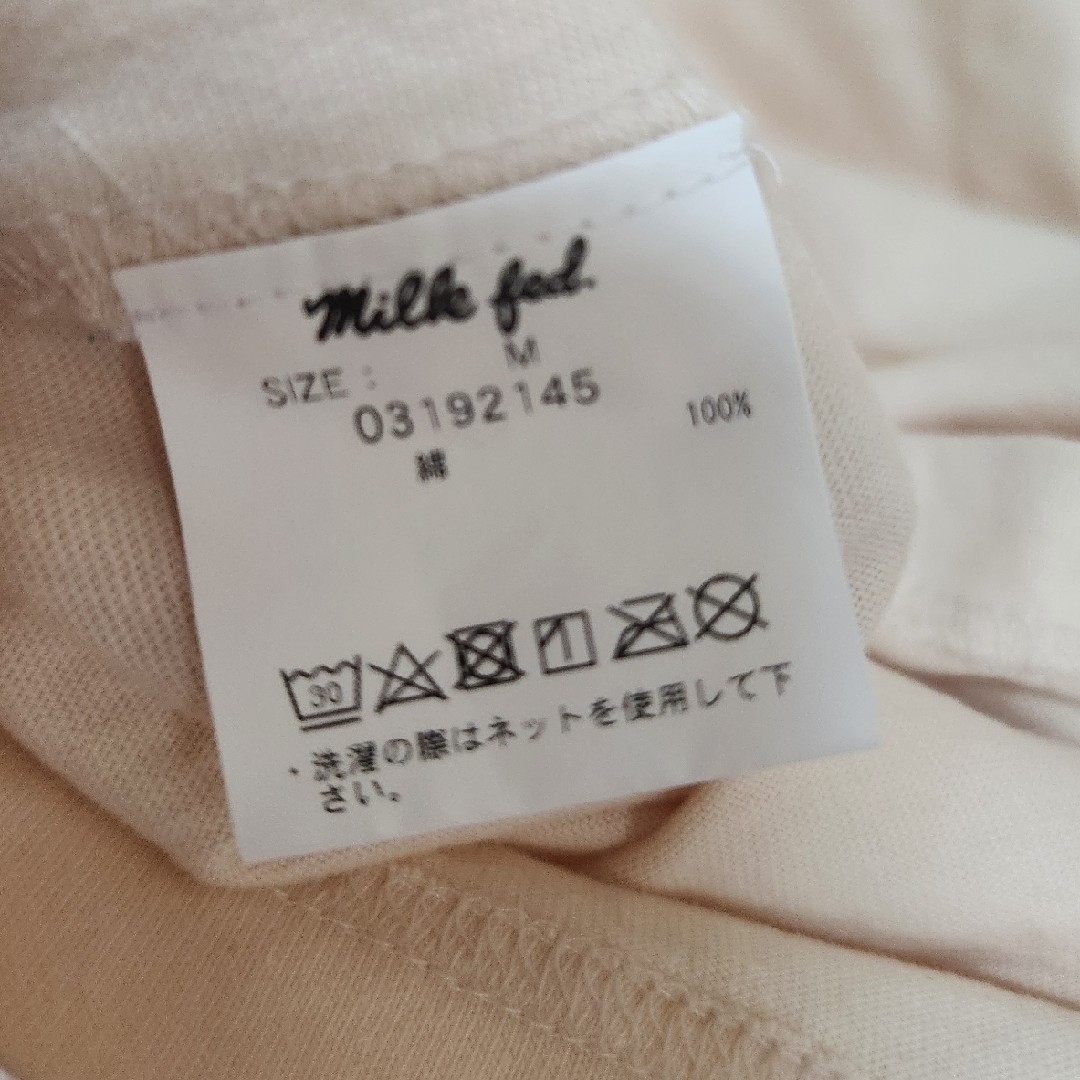 Milk fed.
SIZE : M
03192145
綿 100%
30
・洗濯の際はネットを使用して下
さい。